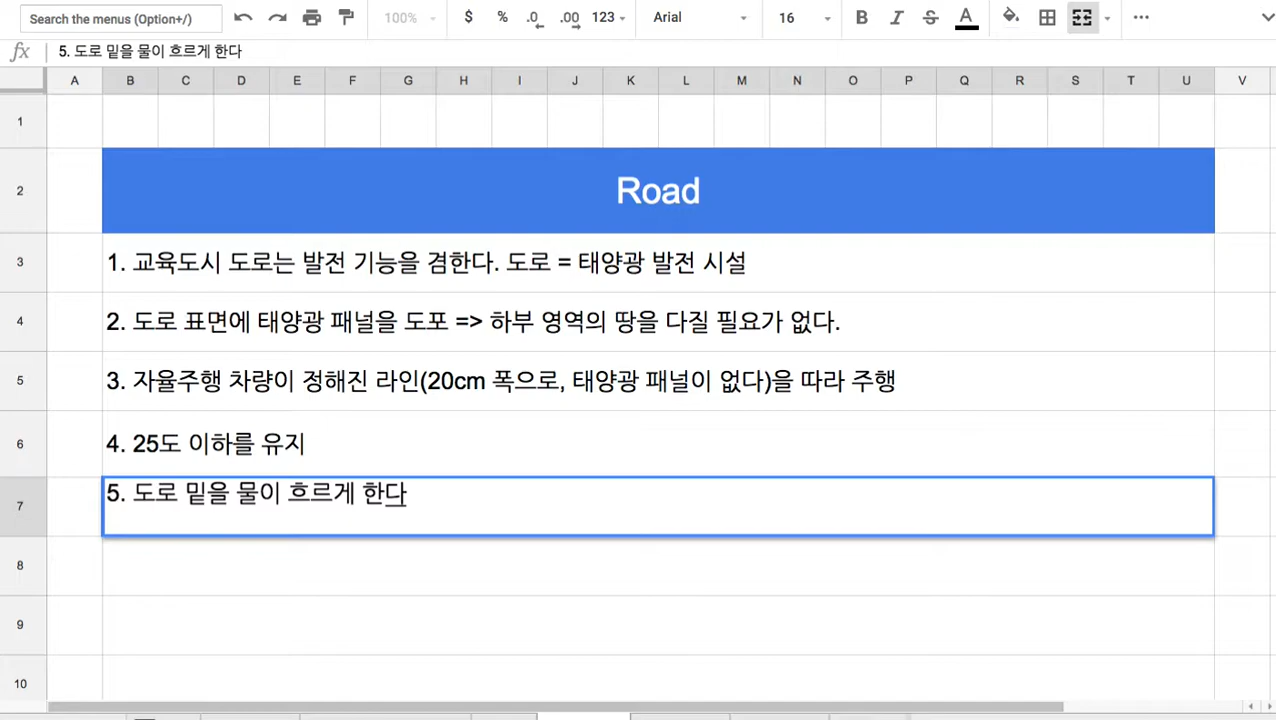 Search the menus (Option+/) 100% $ % .0 .00 123 Arial 16 B I S A
fx 5. 도로 밑을 물이 흐르게 한다
A B C D E F G H I J K L M N O P Q R S T U V
1
2 Road
3 1. 교육도시 도로는 발전 기능을 겸한다. 도로 = 태양광 발전 시설
4 2. 도로 표면에 태양광 패널을 도포 => 하부 영역의 땅을 다질 필요가 없다.
5 3. 자율주행 차량이 정해진 라인(20cm 폭으로, 태양광 패널이 없다)을 따라 주행
6 4. 25도 이하를 유지
7 5. 도로 밑을 물이 흐르게 한다
8
9
10